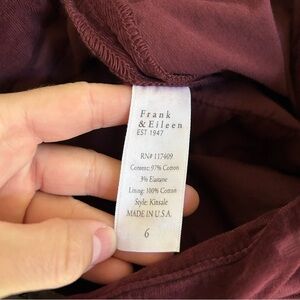 Frank
& Eileen
EST 1947
RN# 117409
Content: 97% Cotton
3% Elastane
Lining: 100% Cotton
Style: Kinsale
MADE IN U.S.A.
6